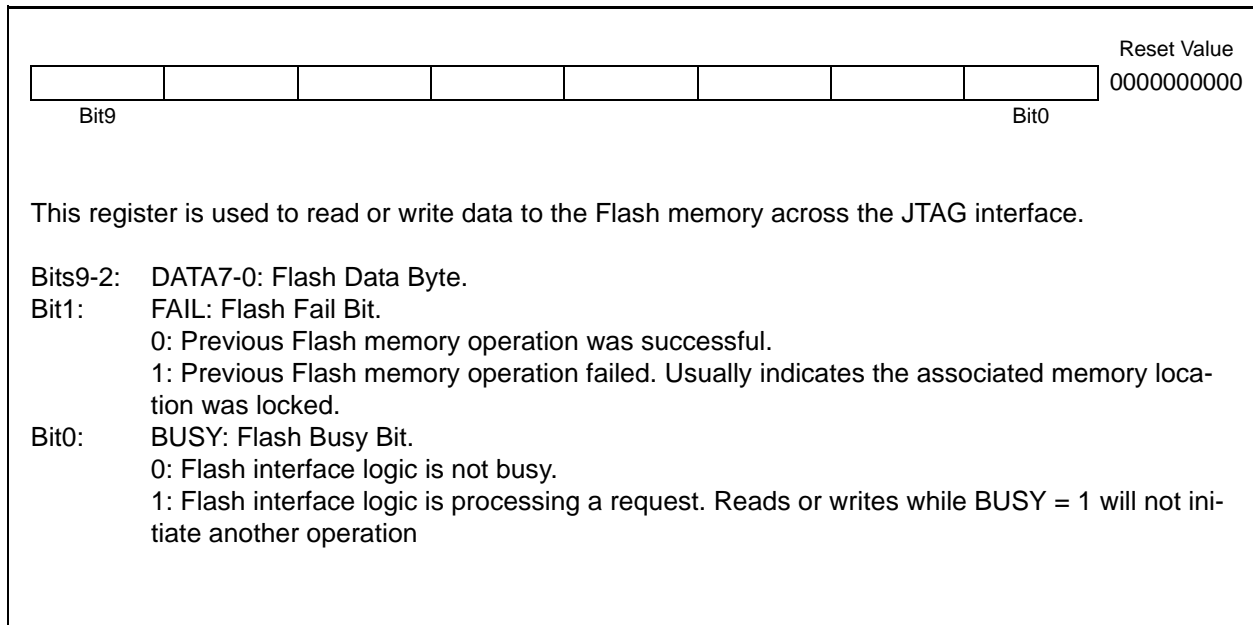 Reset Value
0000000000
Bit9 Bit0
This register is used to read or write data to the Flash memory across the JTAG interface.
Bits9-2: DATA7-0: Flash Data Byte.
Bit1: FAIL: Flash Fail Bit.
0: Previous Flash memory operation was successful.
1: Previous Flash memory operation failed. Usually indicates the associated memory loca-
tion was locked.
Bit0: BUSY: Flash Busy Bit.
0: Flash interface logic is not busy.
1: Flash interface logic is processing a request. Reads or writes while BUSY = 1 will not ini-
tiate another operation